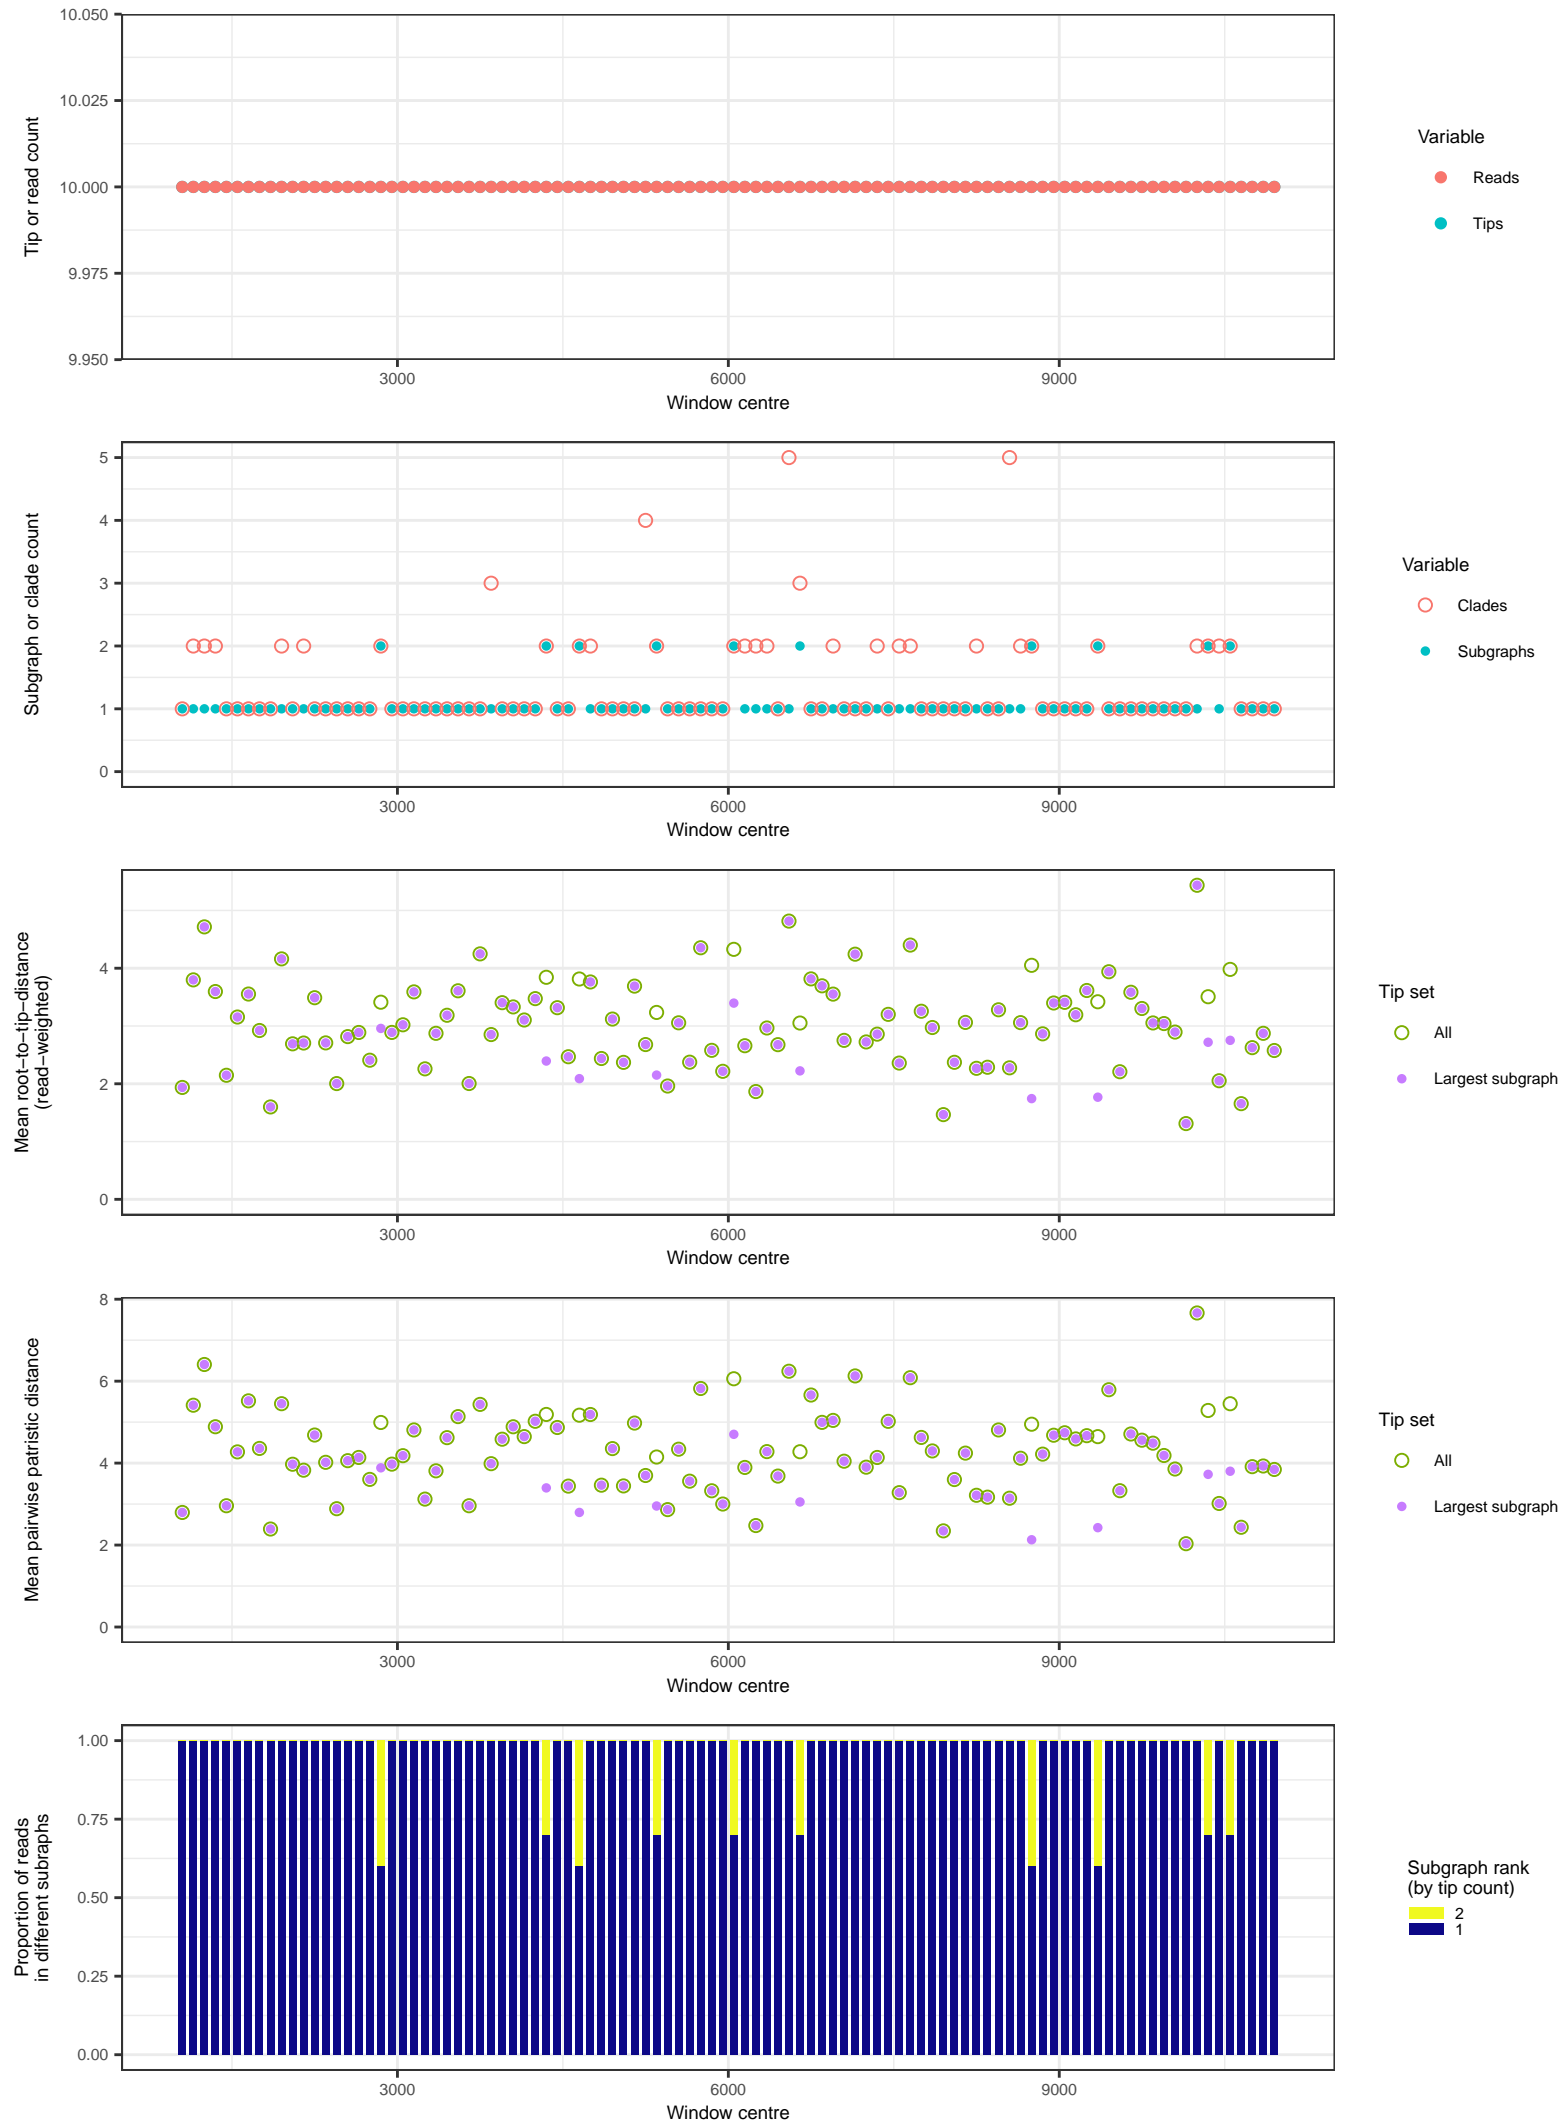 10.050
10.025
10.000
9.975
9.950
Tip or read count
3000 6000 9000
Window centre
Variable
Reads
Tips
5
4
3
2
1
0
Subgraph or clade count
3000 6000 9000
Window centre
Variable
Clades
Subgraphs
4
2
0
Mean root−to−tip−distance
(read−weighted)
3000 6000 9000
Window centre
Tip set
All
Largest subgraph
8
6
4
2
0
Mean pairwise patristic distance
3000 6000 9000
Window centre
Tip set
All
Largest subgraph
1.00
0.75
0.50
0.25
0.00
Proportion of reads
in different subraphs
3000 6000 9000
Window centre
Subgraph rank
(by tip count)
2
1